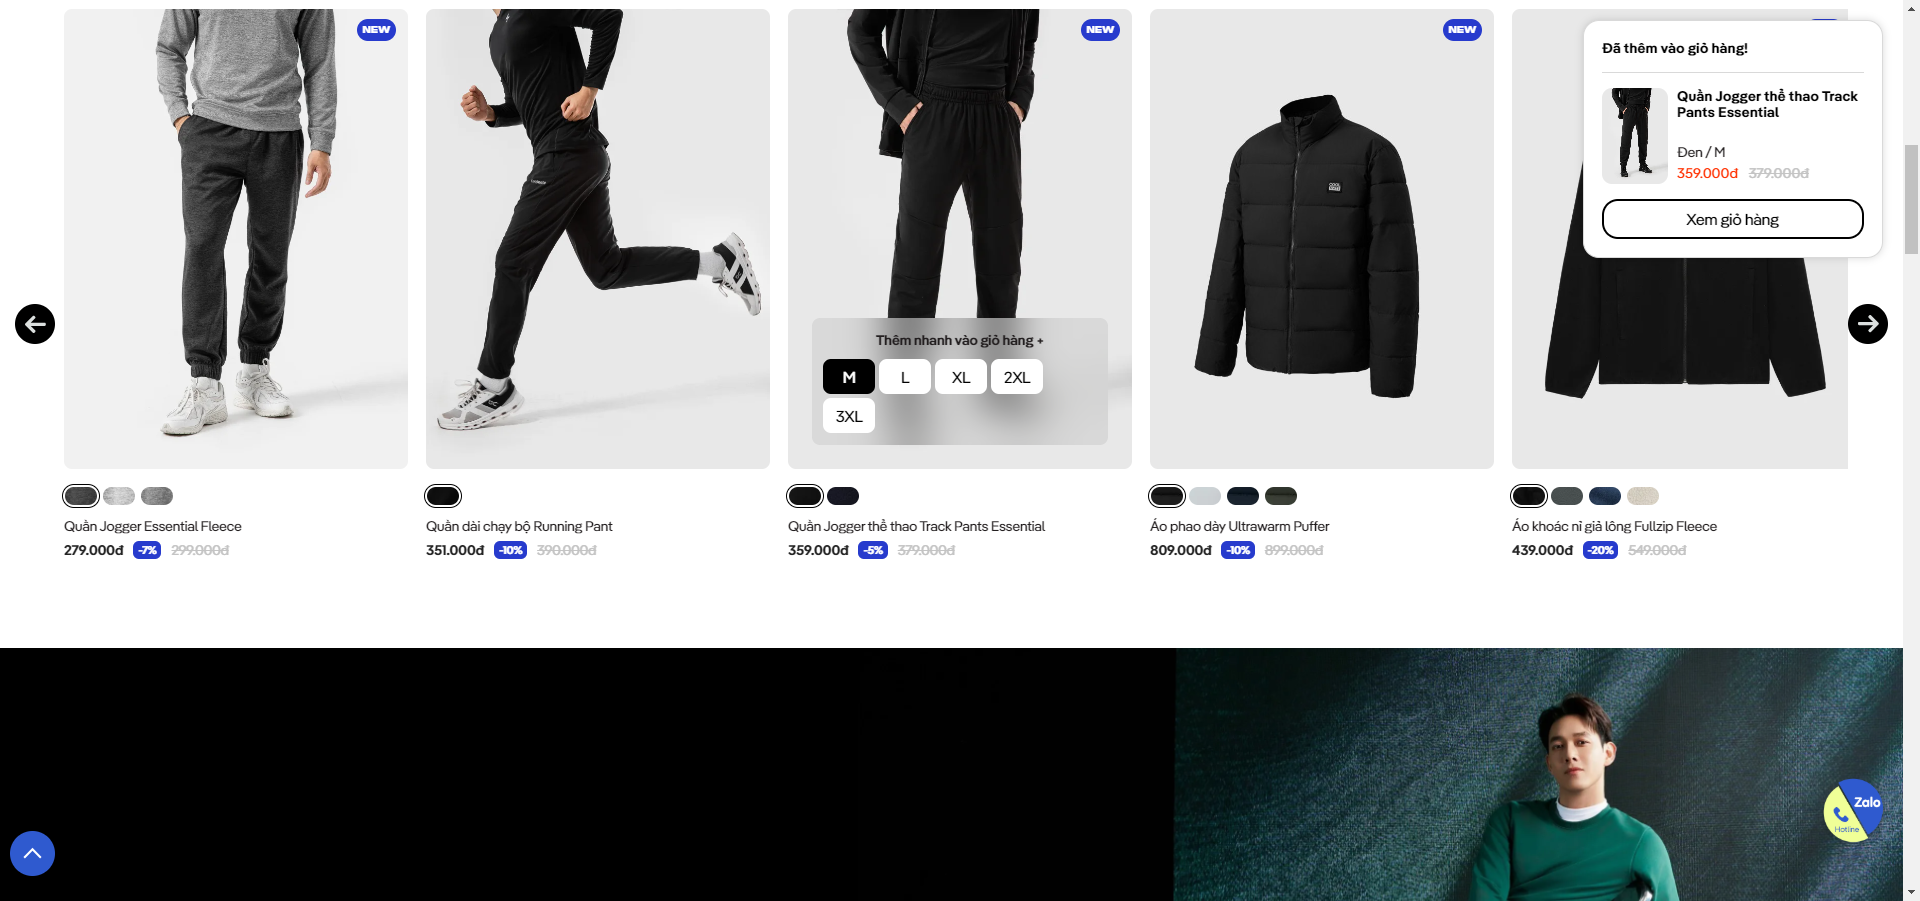 NEW
NEW
NEW
Đã thêm vào giỏ hàng!
Quần Jogger thể thao Track
Pants Essential
Đen / M
359.000đ 379.000đ
Xem giỏ hàng
Thêm nhanh vào giỏ hàng +
M L XL 2XL
3XL
Quần Jogger Essential Fleece
279.000đ -7% 299.000đ
Quần dài chạy bộ Running Pant
351.000đ -10% 390.000đ
Quần Jogger thể thao Track Pants Essential
359.000đ -5% 379.000đ
Áo phao dày Ultrawarm Puffer
809.000đ -10% 899.000đ
Áo khoác nỉ giả lông Fullzip Fleece
439.000đ -20% 549.000đ
Zalo
Hotline